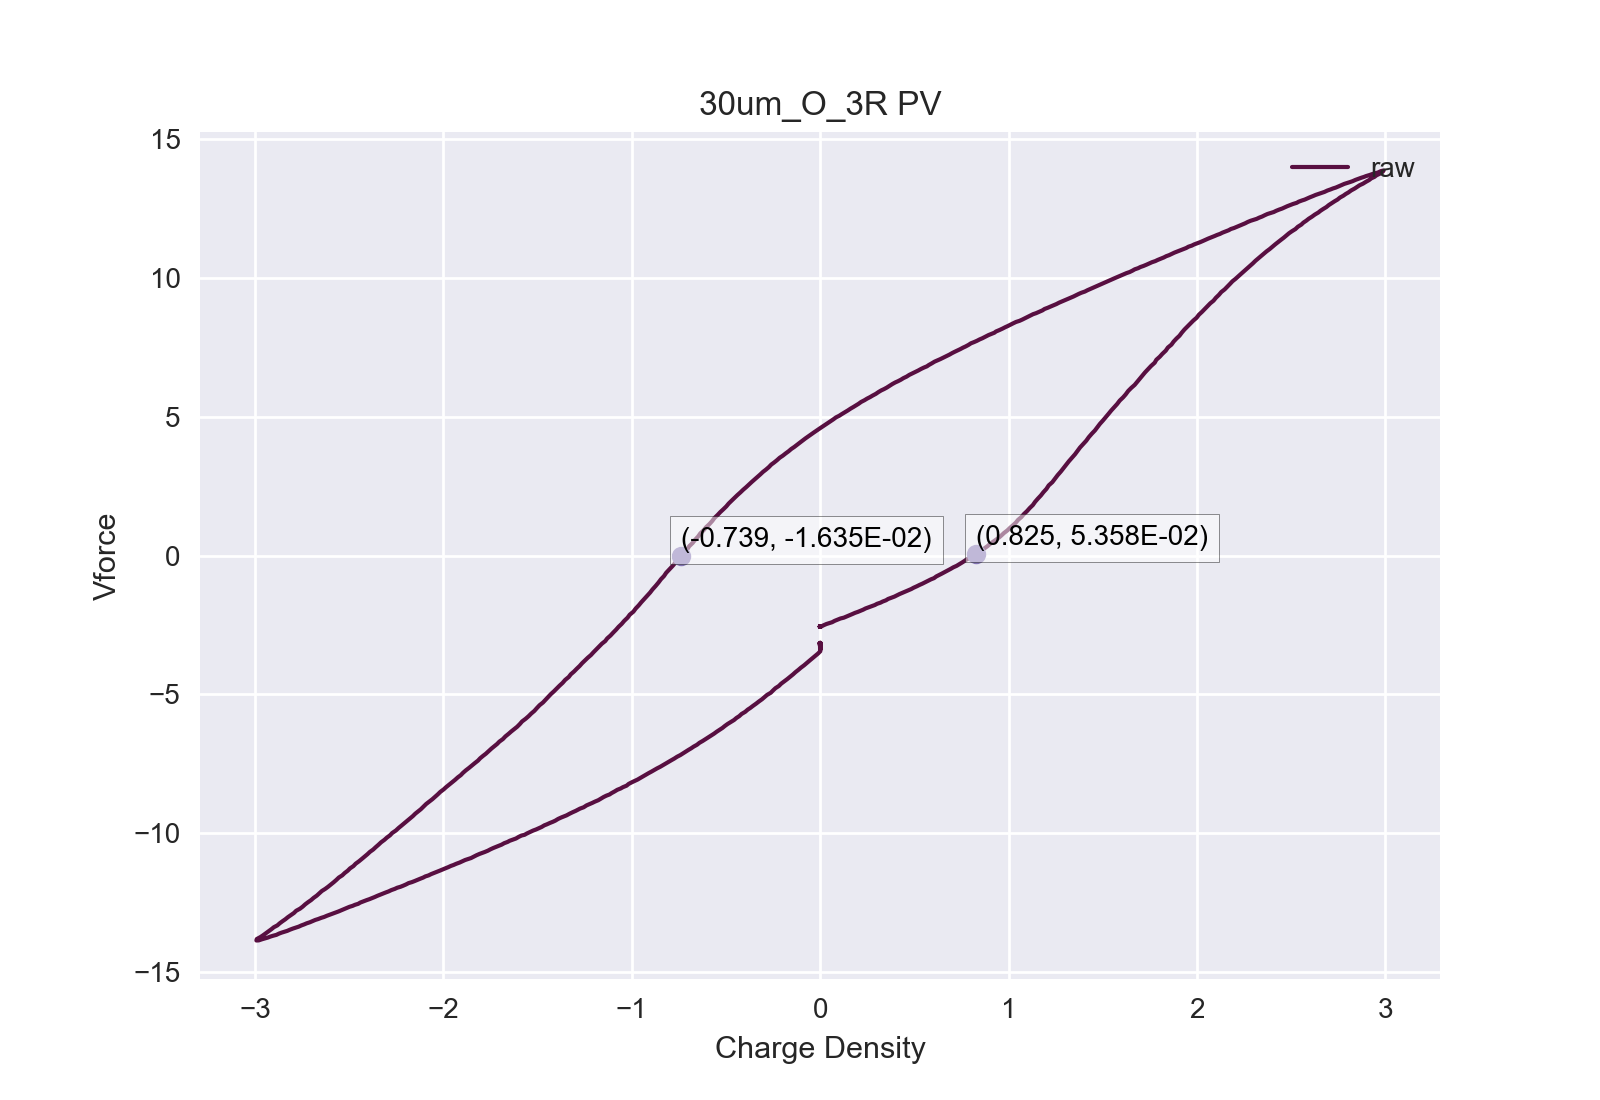 30um_O_3R PV
15
10
5
0
−5
−10
−15
Vforce
raw
(-0.739, -1.635E-02)
(0.825, 5.358E-02)
−3
−2
−1
0
1
2
3
Charge Density